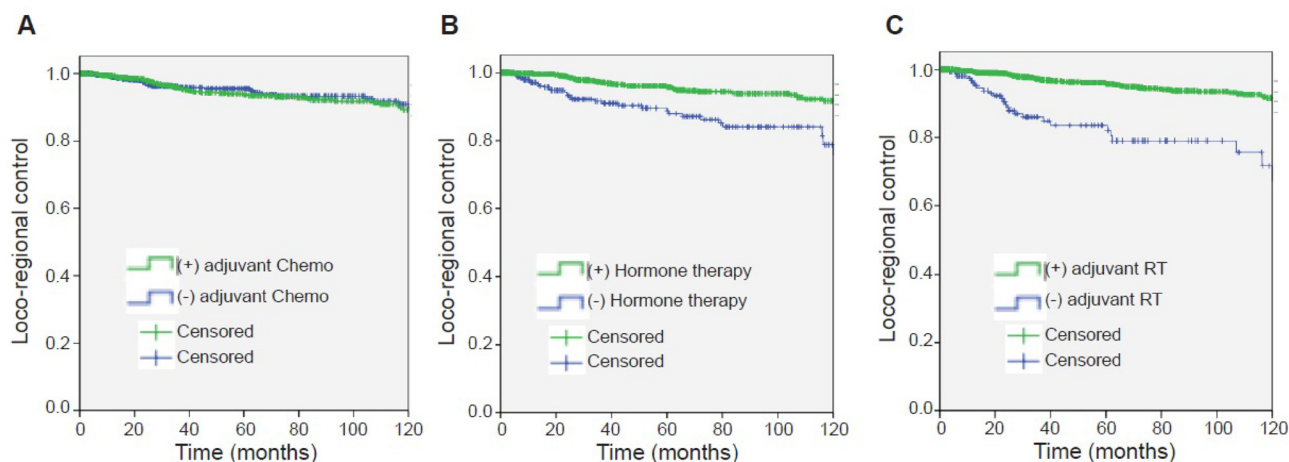 A
Loco-regional control
1.0
0.8
0.6
0.4
0.2
0.0
(+) adjuvant Chemo
(-) adjuvant Chemo
Censored
Censored
0 20 40 60 80 100 120
Time (months)
B
Loco-regional control
1.0
0.8
0.6
0.4
0.2
0.0
(+) Hormone therapy
(-) Hormone therapy
Censored
Censored
0 20 40 60 80 100 120
Time (months)
C
Loco-regional control
1.0
0.8
0.6
0.4
0.2
0.0
(+) adjuvant RT
(-) adjuvant RT
Censored
Censored
0 20 40 60 80 100 120
Time (months)